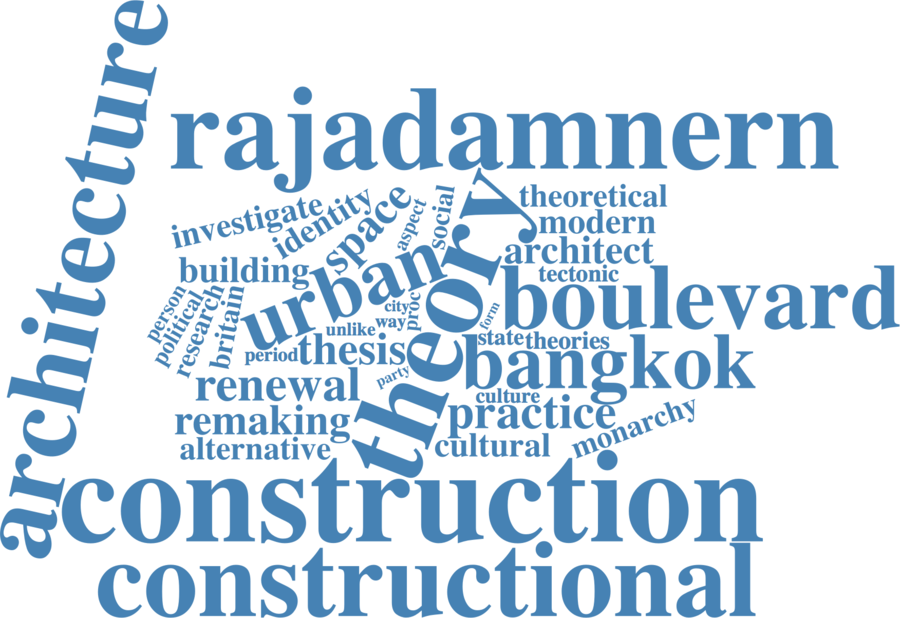 architecture
rajadamnern
theory
investigate
identity
space
aspect
social
theoretical
modern
architect
tectonic
building
urban
boulevard
person
political
research
britain
city
way
proc
form
unlike
period
thesis
state
theories
bangkok
party
renewal
culture
remaking
practice
alternative
cultural
monarchy
construction
constructional